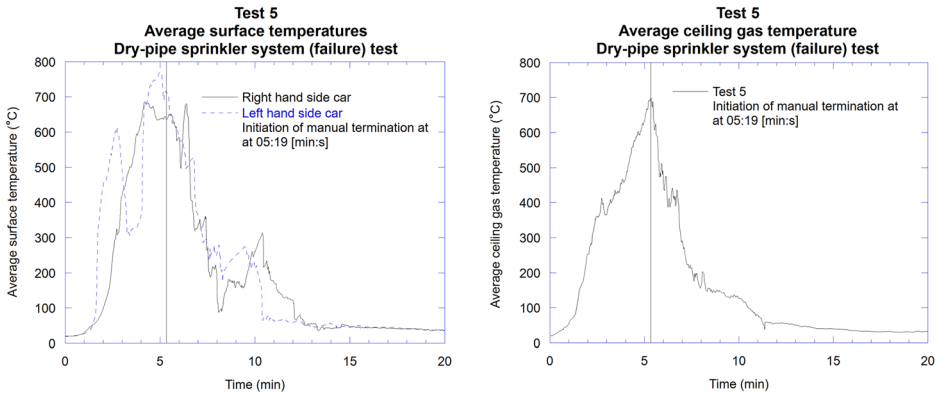 Test 5
Average surface temperatures
Dry-pipe sprinkler system (failure) test
Average surface temperature (°C)
800
700
600
500
400
300
200
100
0
Right hand side car
Left hand side car
Initiation of manual termination at
at 05:19 [min:s]
0
5
10
15
20
Time (min)
Test 5
Average ceiling gas temperature
Dry-pipe sprinkler system (failure) test
Average ceiling gas temperature (°C)
800
700
600
500
400
300
200
100
0
Test 5
Initiation of manual termination at
at 05:19 [min:s]
0
5
10
15
20
Time (min)